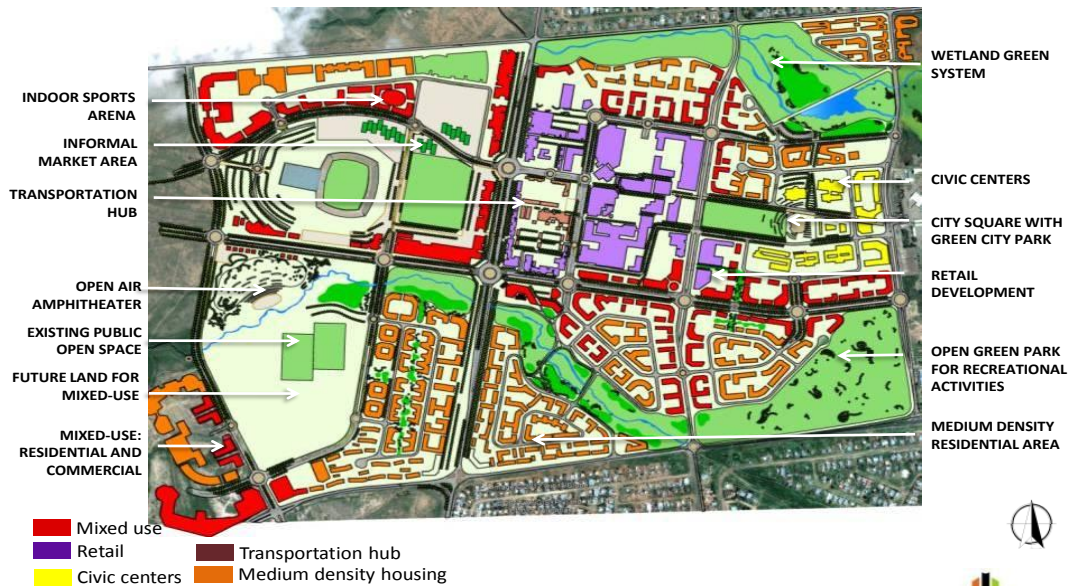 INDOOR SPORTS
ARENA
INFORMAL
MARKET AREA
TRANSPORTATION
HUB
OPEN AIR
AMPHITHEATER
EXISTING PUBLIC
OPEN SPACE
FUTURE LAND FOR
MIXED-USE
MIXED-USE:
RESIDENTIAL AND
COMMERCIAL
WETLAND GREEN
SYSTEM
CIVIC CENTERS
CITY SQUARE WITH
GREEN CITY PARK
RETAIL
DEVELOPMENT
OPEN GREEN PARK
FOR RECREATIONAL
ACTIVITIES
MEDIUM DENSITY
RESIDENTIAL AREA
Mixed use
Retail
Civic centers
Transportation hub
Medium density housing